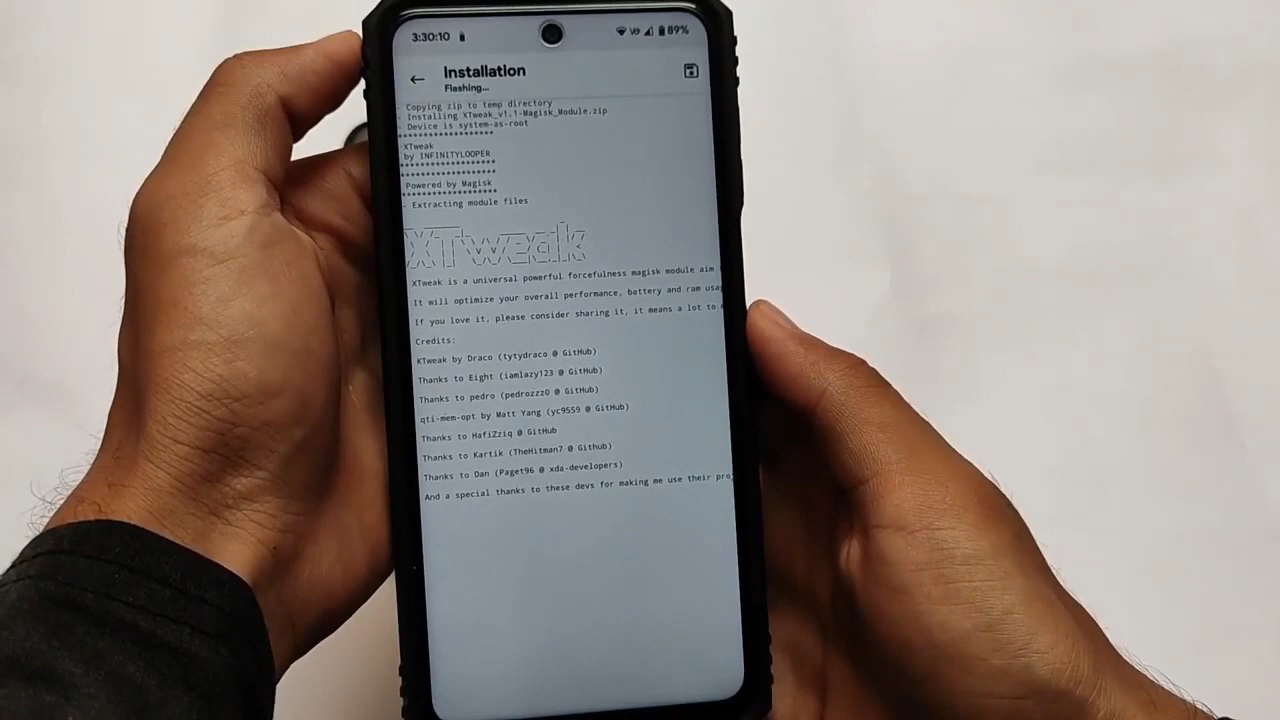 3:30:10 89%
Installation
Flashing...
- Copying zip to temp directory
- Installing XTweak_v1.1-Magisk_Module.zip
- Device is system-as-root
*******************
XTweak
by INFINITYLOOPER
*******************
*******************
Powered by Magisk
*******************
- Extracting module files
XTweak
XTweak is a universal powerful forcefulness magisk module aim
It will optimize your overall performance, battery and ram
If you love it, please consider sharing it, it means a lot to
Credits:
KTweak by Draco (tytydraco @ GitHub)
Thanks to Eight (iamlazy123 @ GitHub)
Thanks to pedro (pedrozzz0 @ GitHub)
qti-mem-opt by Matt Yang (yc9559 @ GitHub)
Thanks to HafiZziq @ GitHub
Thanks to Kartik (TheHitman7 @ Github)
Thanks to Dan (Paget96 @ xda-developers)
And a special thanks to these devs for making me use their